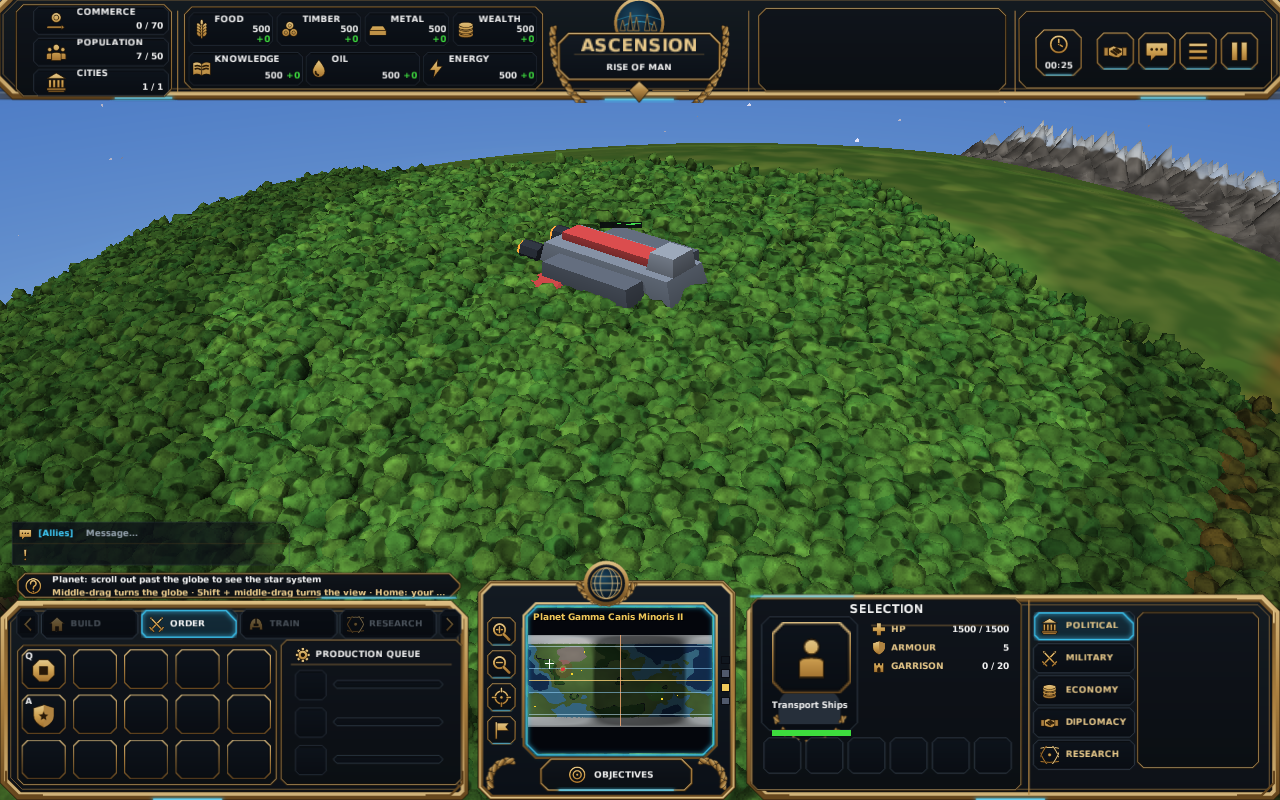 COMMERCE
0 / 70
POPULATION
7 / 50
CITIES
1 / 1
FOOD
500
+0
TIMBER
500
+0
METAL
500
+0
WEALTH
500
+0
KNOWLEDGE
500 +0
OIL
500 +0
ENERGY
500 +0
ASCENSION
RISE OF MAN
00:25
[Allies] Message...
!
Planet: scroll out past the globe to see the star system
Middle-drag turns the globe · Shift + middle-drag turns the view · Home: your ...
BUILD
ORDER
TRAIN
RESEARCH
Q
A
PRODUCTION QUEUE
Planet Gamma Canis Minoris II
OBJECTIVES
SELECTION
Transport Ships
HP 1500 / 1500
ARMOUR 5
GARRISON 0 / 20
POLITICAL
MILITARY
ECONOMY
DIPLOMACY
RESEARCH